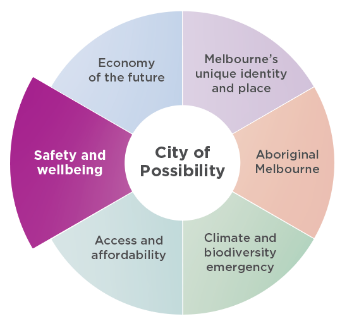 Economy
of the future
Melbourne's
unique identity
and place
Safety and
wellbeing
City of
Possibility
Aboriginal
Melbourne
Access and
affordability
Climate and
biodiversity
emergency